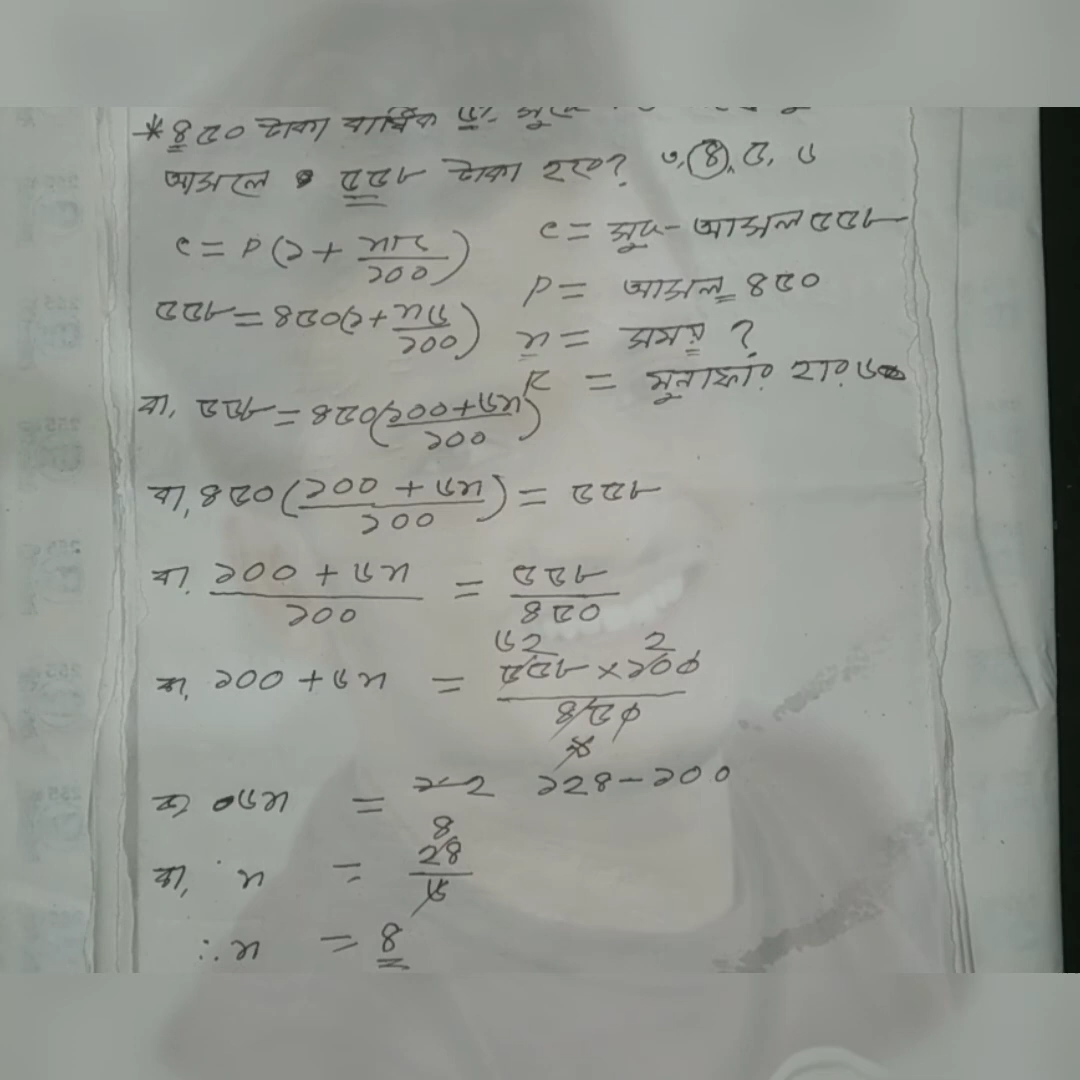 *৪৫০ টাকা বার্ষিক ৬% সুদে
আসলে ৫৫৮ টাকা হবে? ৩, ৪, ৫, ৬
c = সুদ-আসল ৫৫৮
c = p(১ + rn/১০০)
p = আসল = ৪৫০
৫৫৮ = ৪৫০(১ + ৬n/১০০)
n = সময় = ?
r = মুনাফার হার ৬
বা, ৫৫৮ = ৪৫০(১০০+৬n/১০০)
বা, ৪৫০(১০০ + ৬n/১০০) = ৫৫৮
বা, ১০০ + ৬n/১০০ = ৫৫৮/৪৫০
বা, ১০০ + ৬n = ৫৫৮×১০০/৪৫০
বা, ৬n = ১২৪-১০০
বা, n = ২৪/৬
∴ n = ৪